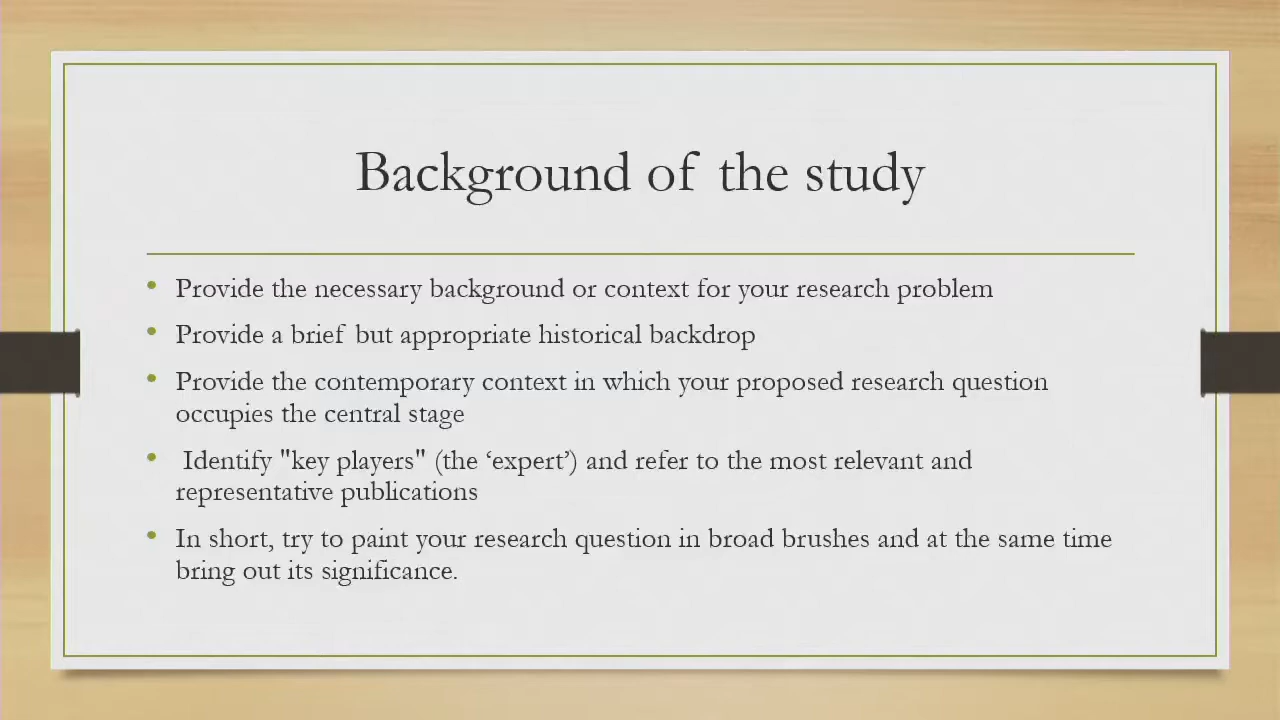 Background of the study
• Provide the necessary background or context for your research problem
• Provide a brief but appropriate historical backdrop
• Provide the contemporary context in which your proposed research question
occupies the central stage
• Identify "key players" (the ‘expert’) and refer to the most relevant and
representative publications
• In short, try to paint your research question in broad brushes and at the same time
bring out its significance.